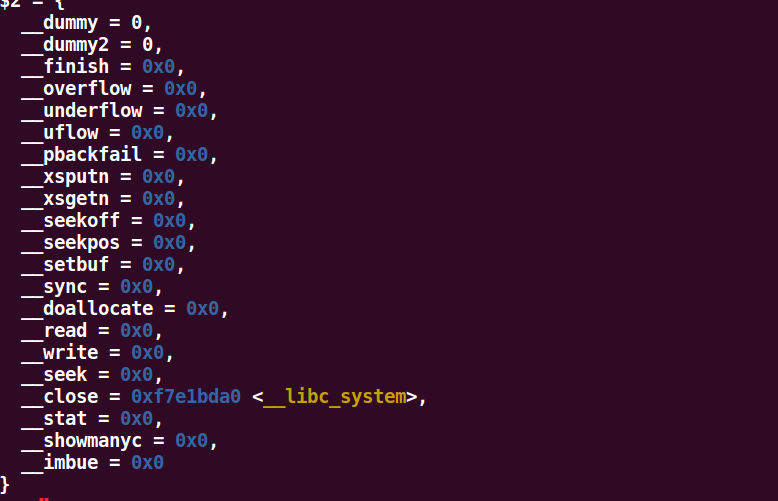 $2 = {
__dummy = 0,
__dummy2 = 0,
__finish = 0x0,
__overflow = 0x0,
__underflow = 0x0,
__uflow = 0x0,
__pbackfail = 0x0,
__xsputn = 0x0,
__xsgetn = 0x0,
__seekoff = 0x0,
__seekpos = 0x0,
__setbuf = 0x0,
__sync = 0x0,
__doallocate = 0x0,
__read = 0x0,
__write = 0x0,
__seek = 0x0,
__close = 0xf7e1bda0 <__libc_system>,
__stat = 0x0,
__showmanyc = 0x0,
__imbue = 0x0
}